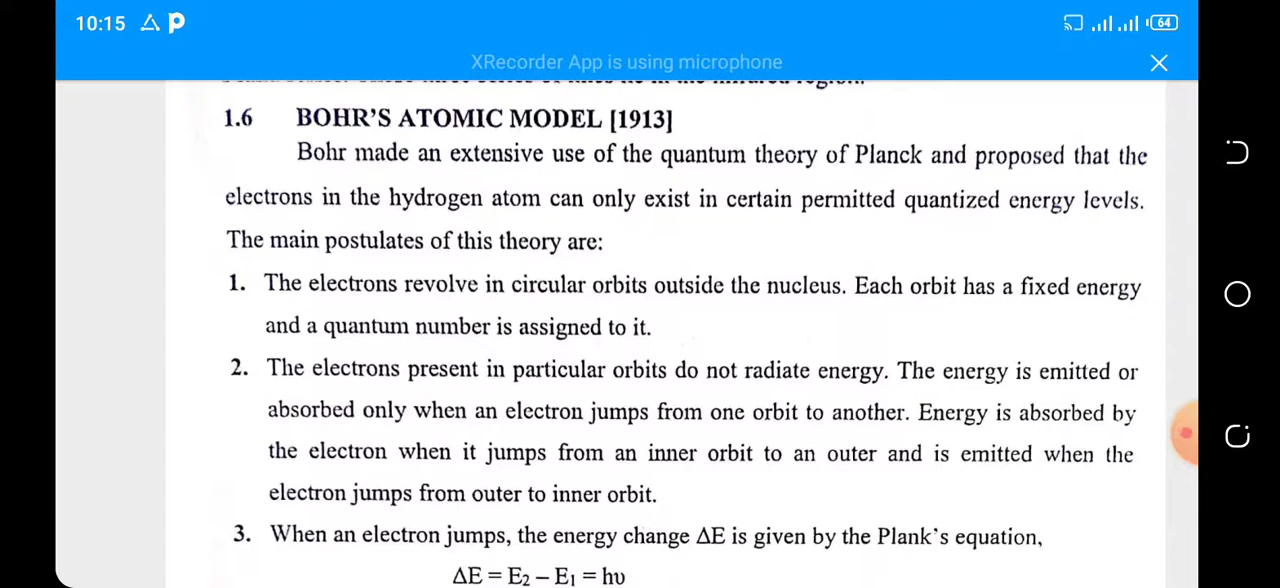 10:15
64
XRecorder App is using microphone
1.6 BOHR'S ATOMIC MODEL [1913]
Bohr made an extensive use of the quantum theory of Planck and proposed that the
electrons in the hydrogen atom can only exist in certain permitted quantized energy levels.
The main postulates of this theory are:
1. The electrons revolve in circular orbits outside the nucleus. Each orbit has a fixed energy
and a quantum number is assigned to it.
2. The electrons present in particular orbits do not radiate energy. The energy is emitted or
absorbed only when an electron jumps from one orbit to another. Energy is absorbed by
the electron when it jumps from an inner orbit to an outer and is emitted when the
electron jumps from outer to inner orbit.
3. When an electron jumps, the energy change ΔE is given by the Plank's equation,
ΔE = E₂ – E₁ = hυ